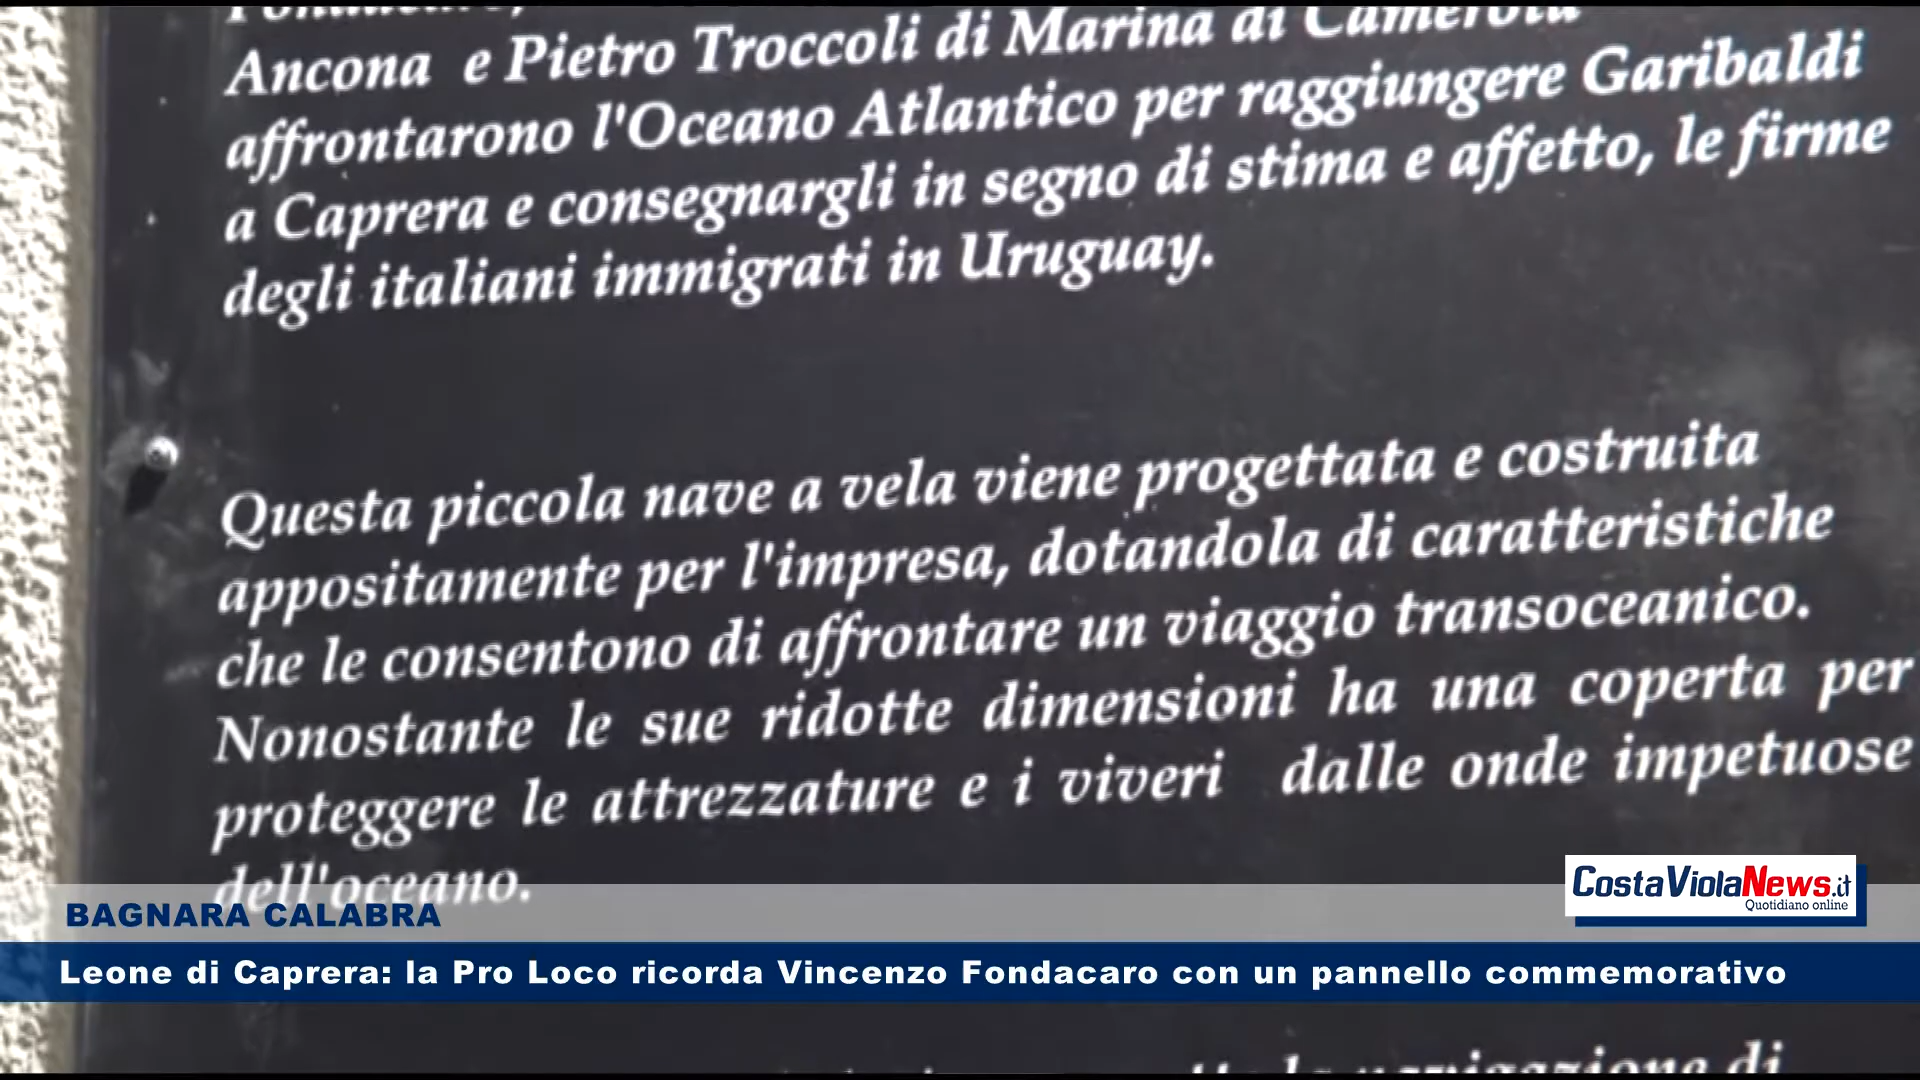 Ancona e Pietro Troccoli di Marina di Camerota
affrontarono l'Oceano Atlantico per raggiungere Garibaldi
a Caprera e consegnargli in segno di stima e affetto, le firme
degli italiani immigrati in Uruguay.
Questa piccola nave a vela viene progettata e costruita
appositamente per l'impresa, dotandola di caratteristiche
che le consentono di affrontare un viaggio transoceanico.
Nonostante le sue ridotte dimensioni ha una coperta per
proteggere le attrezzature e i viveri dalle onde impetuose
dell'oceano.
CostaViolaNews.it
Quotidiano online
BAGNARA CALABRA
Leone di Caprera: la Pro Loco ricorda Vincenzo Fondacaro con un pannello commemorativo
la navigazione di